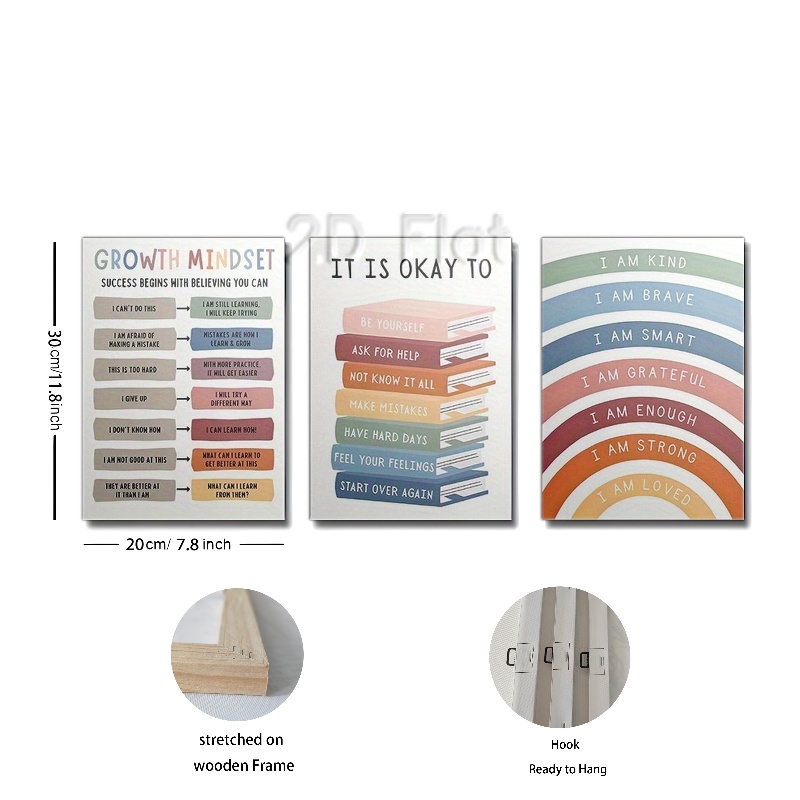 2D Flat
GROWTH MINDSET
SUCCESS BEGINS WITH BELIEVING YOU CAN
I CAN'T DO THIS
I AM STILL LEARNING,
I WILL KEEP TRYING
I AM AFRAID OF
MAKING A MISTAKE
MISTAKES ARE HOW I
LEARN & GROW
THIS IS TOO HARD
WITH MORE PRACTICE,
IT WILL GET EASIER
I GIVE UP
I WILL TRY A
DIFFERENT WAY
I DON'T KNOW HOW
I CAN LEARN HOW!
I AM NOT GOOD AT THIS
WHAT CAN I LEARN TO
GET BETTER AT THIS
THEY ARE BETTER AT
IT THAN I AM
WHAT CAN I LEARN
FROM THEM?
IT IS OKAY TO
BE YOURSELF
ASK FOR HELP
NOT KNOW IT ALL
MAKE MISTAKES
HAVE HARD DAYS
FEEL YOUR FEELINGS
START OVER AGAIN
I AM KIND
I AM BRAVE
I AM SMART
I AM GRATEFUL
I AM ENOUGH
I AM STRONG
I AM LOVED
30cm/11.8inch
20cm/ 7.8 inch
stretched on
wooden Frame
Hook
Ready to Hang